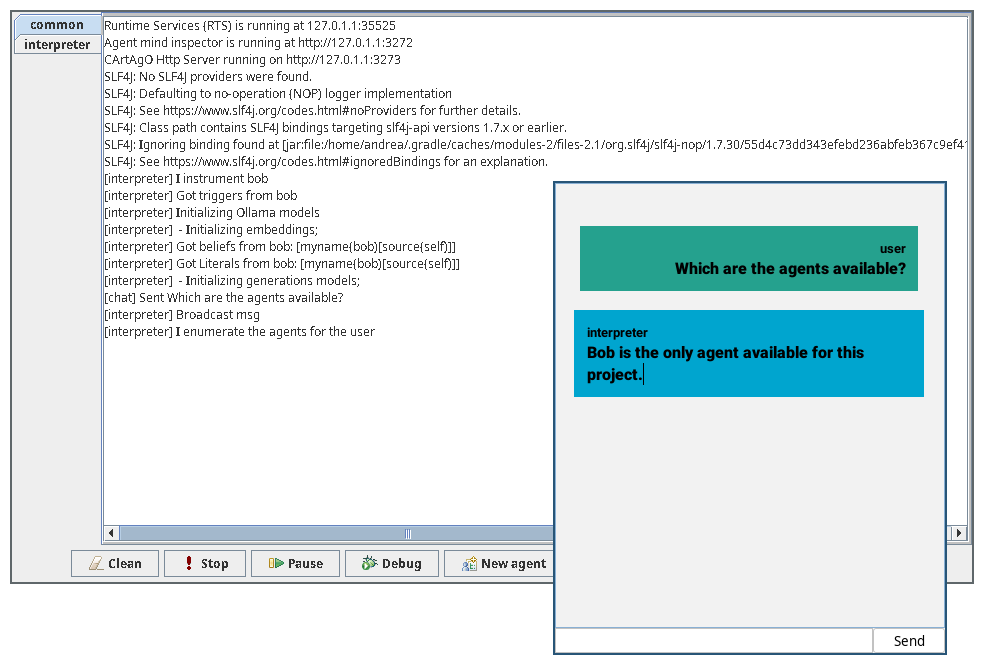 common
interpreter
Runtime Services (RTS) is running at 127.0.1.1:35525
Agent mind inspector is running at http://127.0.1.1:3272
CArtAgO Http Server running on http://127.0.1.1:3273
SLF4J: No SLF4J providers were found.
SLF4J: Defaulting to no-operation (NOP) logger implementation
SLF4J: See https://www.slf4j.org/codes.html#noProviders for further details.
SLF4J: Class path contains SLF4J bindings targeting slf4j-api versions 1.7.x or earlier.
SLF4J: Ignoring binding found at [jar:file:/home/andrea/.gradle/caches/modules-2/files-2.1/org.slf4j/slf4j-nop/1.7.30/55d4c73dd343efebd236abfeb367c9ef41
SLF4J: See https://www.slf4j.org/codes.html#ignoredBindings for an explanation.
[interpreter] I instrument bob
[interpreter] Got triggers from bob
[interpreter] Initializing Ollama models
[interpreter]  - Initializing embeddings;
[interpreter] Got beliefs from bob: [myname(bob)[source(self)]]
[interpreter] Got Literals from bob: [myname(bob)[source(self)]]
[interpreter]  - Initializing generations models;
[chat] Sent Which are the agents available?
[interpreter] Broadcast msg
[interpreter] I enumerate the agents for the user
Clean
Stop
Pause
Debug
New agent
user
Which are the agents available?
interpreter
Bob is the only agent available for this
project.
Send